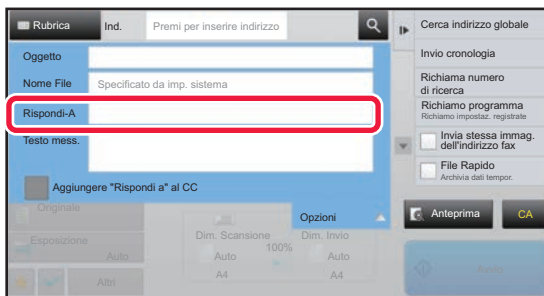 Rubrica
Ind.
Premi per inserire indirizzo
Oggetto
Nome File
Specificato da imp. sistema
Rispondi-A
Testo mess.
Aggiungere "Rispondi a" al CC
Originale
Opzioni
Esposizione
Auto
Dim. Scansione
100%
Dim. Invio
Auto
Auto
A4
A4
Altri
Cerca indirizzo globale
Invio cronologia
Richiama numero
di ricerca
Richiamo programma
Richiamo impostaz. registrate
Invia stessa immag.
dell'indirizzo fax
File Rapido
Archivia dati tempor.
Anteprima
CA
Avvio